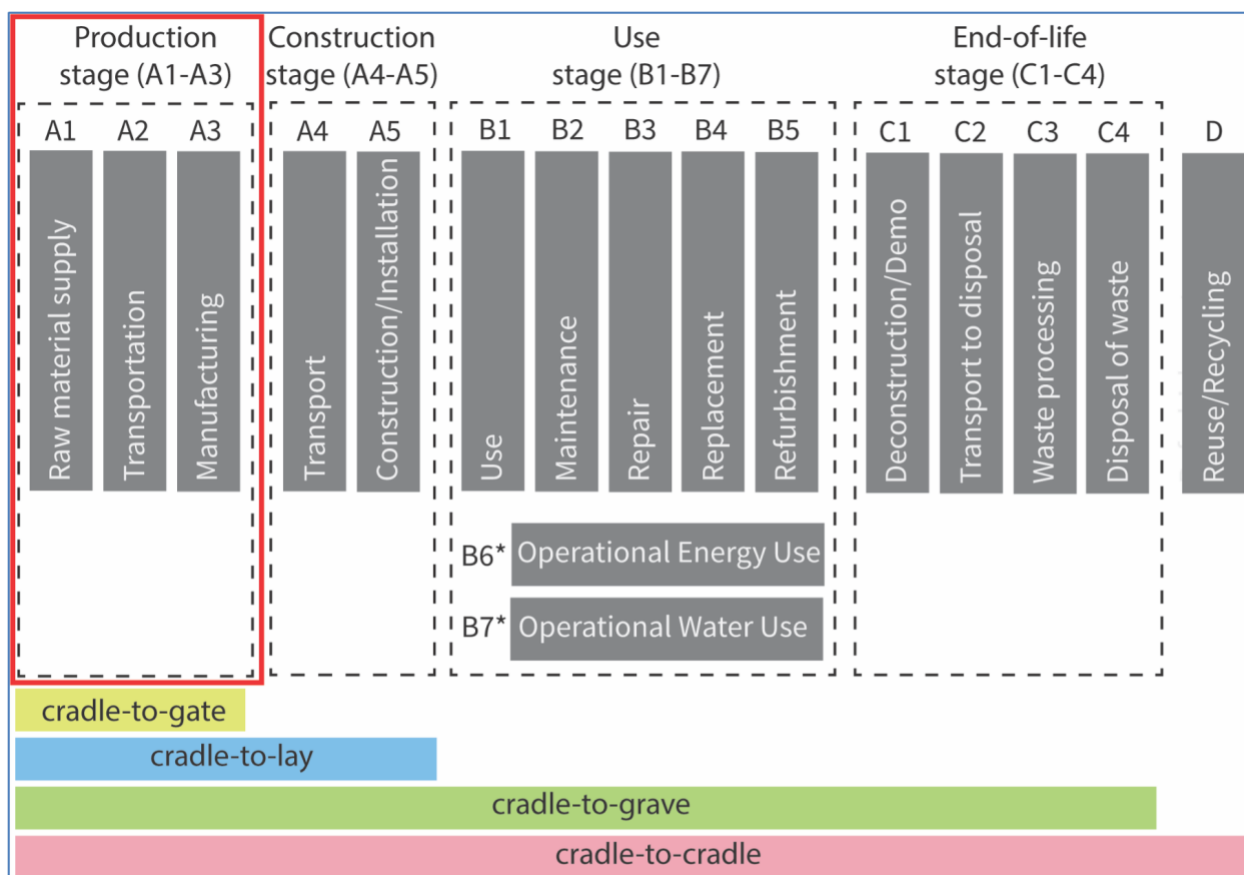 Production
stage (A1-A3)
Construction
stage (A4-A5)
Use
stage (B1-B7)
End-of-life
stage (C1-C4)
A1
A2
A3
A4
A5
B1
B2
B3
B4
B5
C1
C2
C3
C4
D
Raw material supply
Transportation
Manufacturing
Transport
Construction/Installation
Use
Maintenance
Repair
Replacement
Refurbishment
Deconstruction/Demo
Transport to disposal
Waste processing
Disposal of waste
Reuse/Recycling
B6* Operational Energy Use
B7* Operational Water Use
cradle-to-gate
cradle-to-lay
cradle-to-grave
cradle-to-cradle